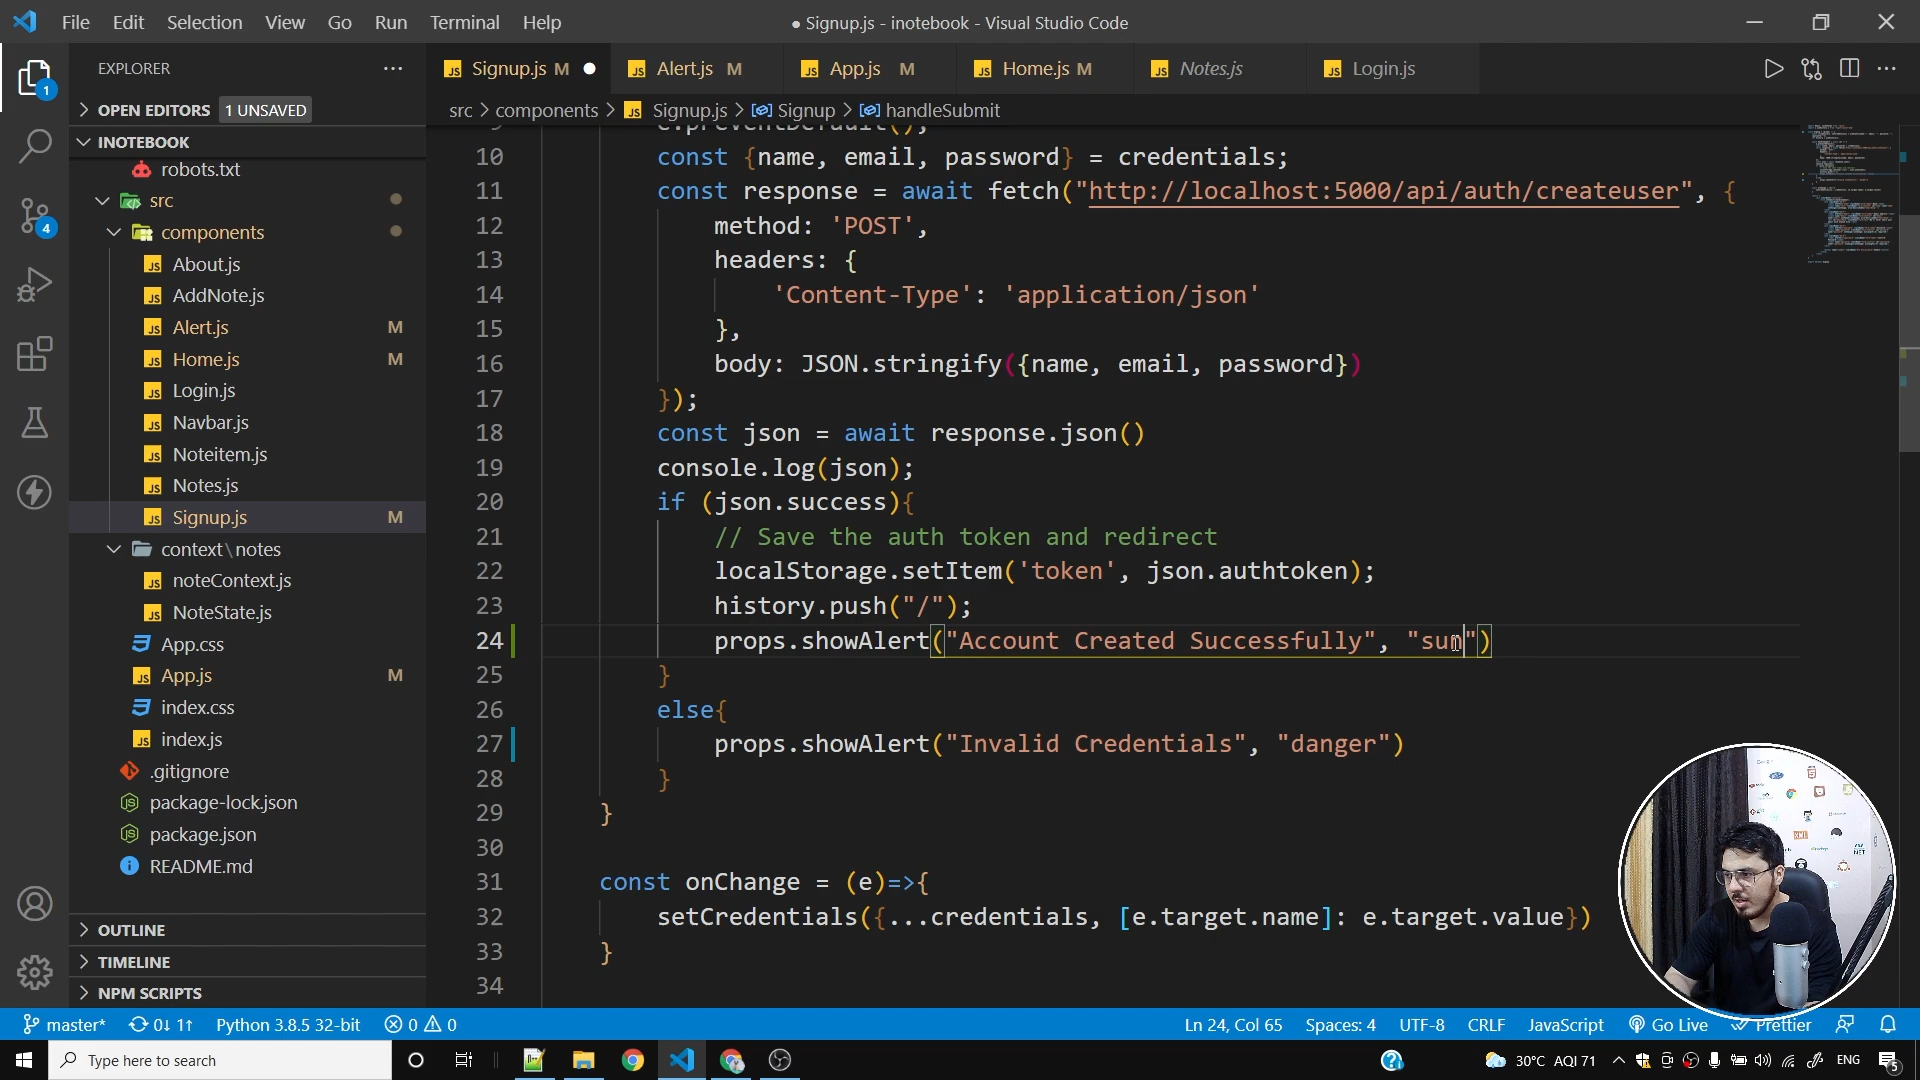 File Edit Selection View Go Run Terminal Help
● Signup.js - inotebook - Visual Studio Code
EXPLORER
OPEN EDITORS 1 UNSAVED
INOTEBOOK
robots.txt
src
components
About.js
AddNote.js
Alert.js M
Home.js M
Login.js
Navbar.js
Noteitem.js
Notes.js
Signup.js M
context\notes
noteContext.js
NoteState.js
App.css
App.js M
index.css
index.js
.gitignore
package-lock.json
package.json
README.md
OUTLINE
TIMELINE
NPM SCRIPTS
Signup.js M Alert.js M App.js M Home.js M Notes.js Login.js
src > components > Signup.js > Signup > handleSubmit
9 e.preventDefault();
10 const {name, email, password} = credentials;
11 const response = await fetch("http://localhost:5000/api/auth/createuser", {
12 method: 'POST',
13 headers: {
14 'Content-Type': 'application/json'
15 },
16 body: JSON.stringify({name, email, password})
17 });
18 const json = await response.json()
19 console.log(json);
20 if (json.success){
21 // Save the auth token and redirect
22 localStorage.setItem('token', json.authtoken);
23 history.push("/");
24 props.showAlert("Account Created Successfully", "sun")
25 }
26 else{
27 props.showAlert("Invalid Credentials", "danger")
28 }
29 }
30
31 const onChange = (e)=>{
32 setCredentials({...credentials, [e.target.name]: e.target.value})
33 }
34
1
4
master* 0↓ 1↑ Python 3.8.5 32-bit 0 0
Ln 24, Col 65 Spaces: 4 UTF-8 CRLF JavaScript Go Live Prettier
Type here to search
30°C AQI 71 ENG 5